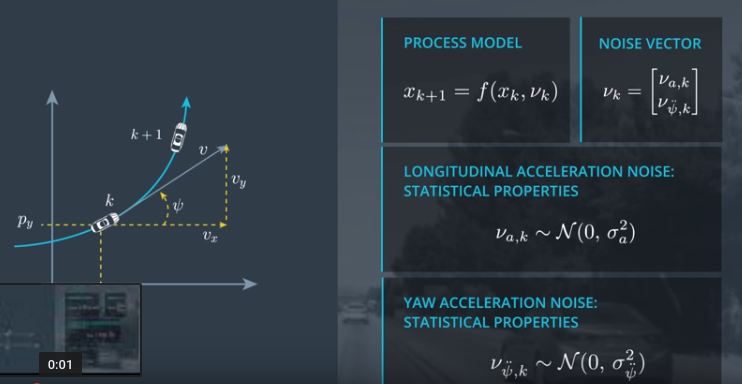 k+1
v
k
ψ
v_y
p_y
v_x
0:01
PROCESS MODEL
x_{k+1} = f(x_k, ν_k)
NOISE VECTOR
ν_k = [ν_{a,k}
ν_{ψ̈,k}]
LONGITUDINAL ACCELERATION NOISE:
STATISTICAL PROPERTIES
ν_{a,k} ~ N(0, σ_a^2)
YAW ACCELERATION NOISE:
STATISTICAL PROPERTIES
ν_{ψ̈,k} ~ N(0, σ_{ψ̈}^2)